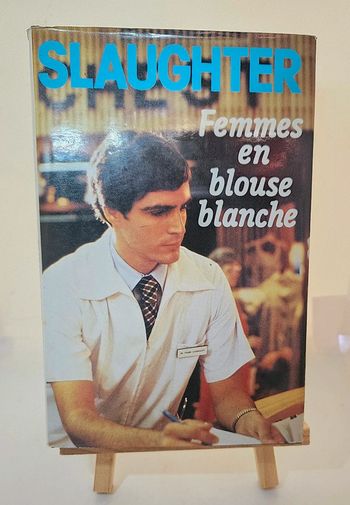 SLAUGHTER
Femmes
en
blouse
blanche